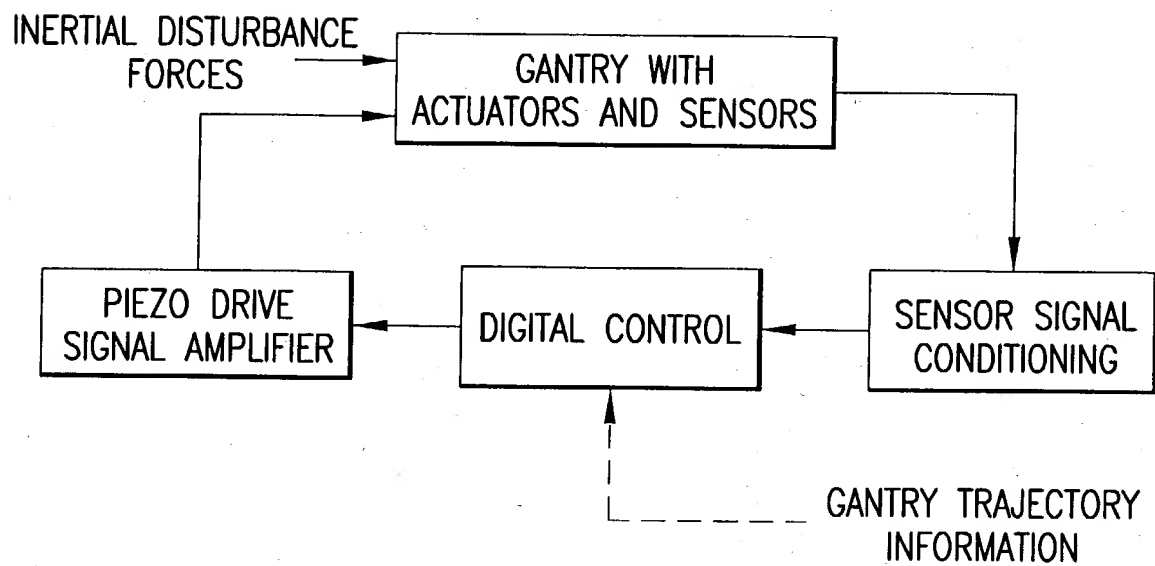 INERTIAL DISTURBANCE
FORCES
GANTRY WITH
ACTUATORS AND SENSORS
PIEZO DRIVE
SIGNAL AMPLIFIER
DIGITAL CONTROL
SENSOR SIGNAL
CONDITIONING
GANTRY TRAJECTORY
INFORMATION